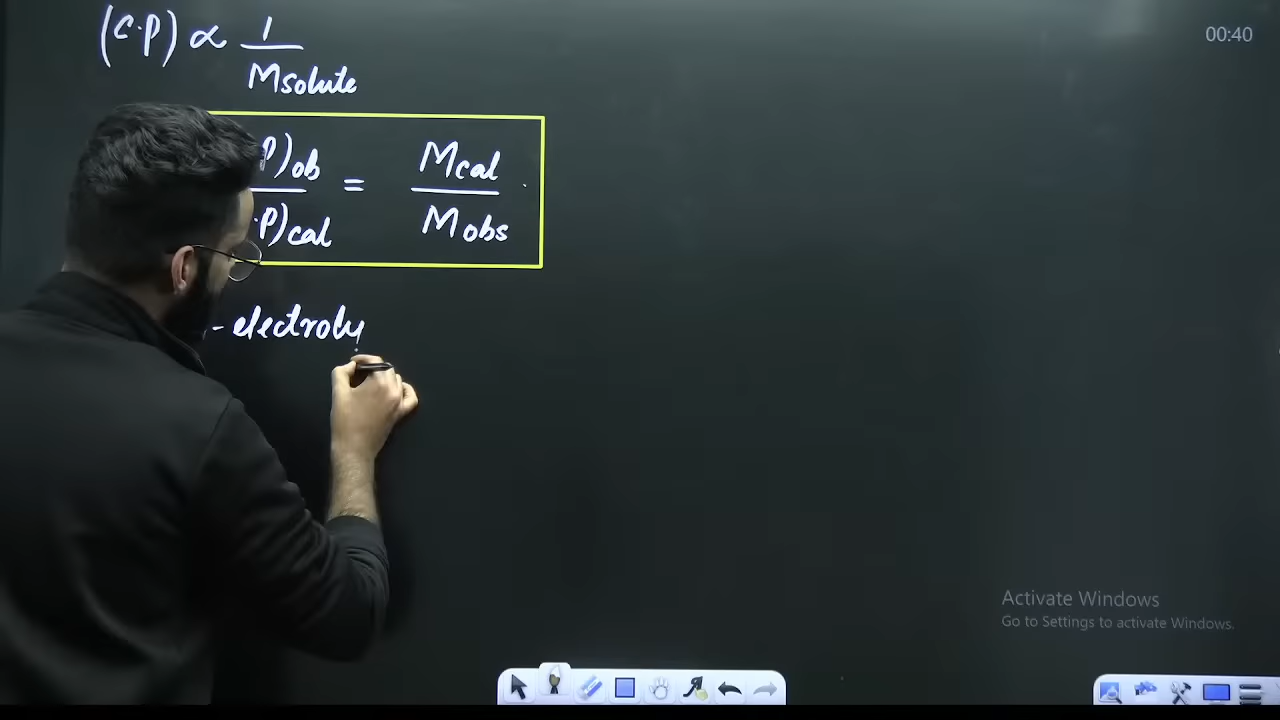 00:40
(C.P) ∝ 1
Msolute
P)ob = Mcal
.P)cal Mobs
- electroly
Activate Windows
Go to Settings to activate Windows.